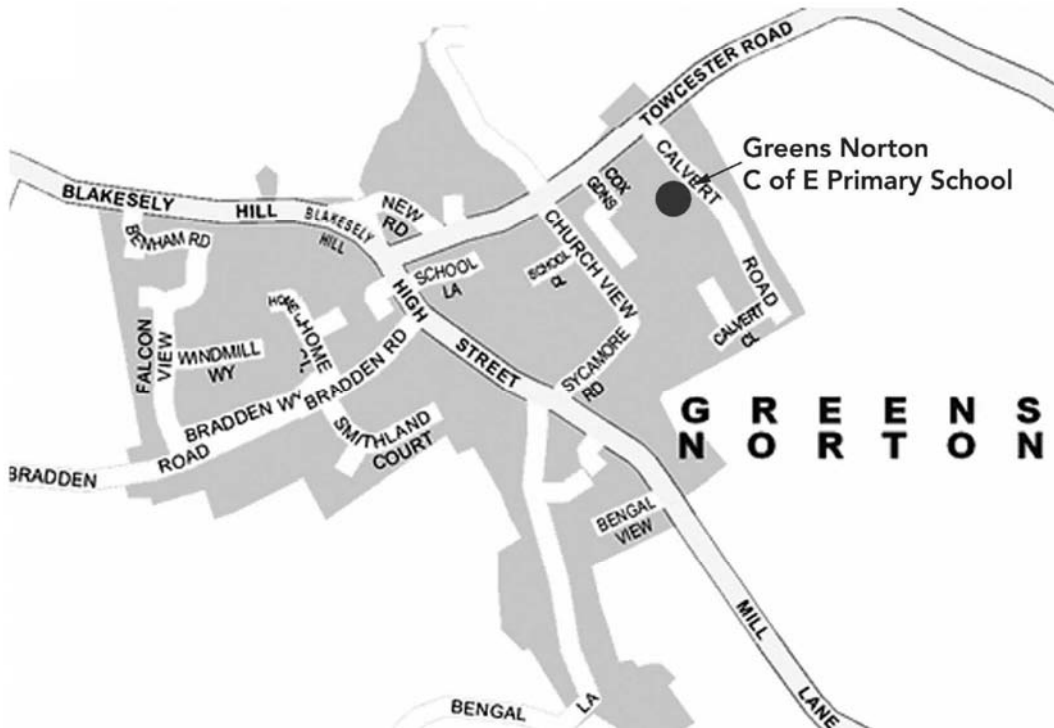 TOWCESTER ROAD
CALVERT
ROAD
Greens Norton
C of E Primary School
COX
GDNS
BLAKESELY
HILL
BLAKESELY
HILL
NEW
RD
CHURCH VIEW
BENHAM RD
SCHOOL
LA
SCHOOL
CL
HIGH
STREET
CALVERT
CL
FALCON
VIEW
WINDMILL
WY
HOME
CL
BRADDEN RD
SYCAMORE
RD
BRADDEN WY
SMITHLAND
COURT
BRADDEN
ROAD
GREENS
NORTON
BENGAL
VIEW
MILL
LANE
BENGAL
LA